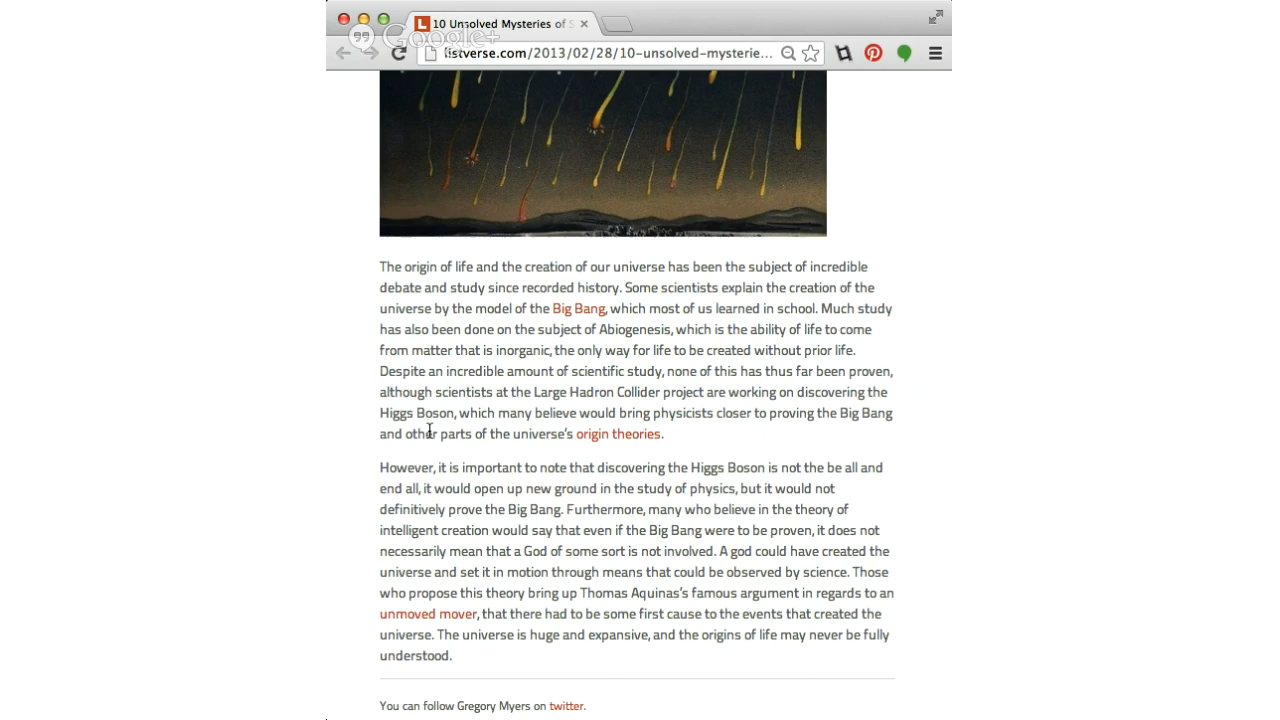 10 Unsolved Mysteries of S
Google+
listverse.com/2013/02/28/10-unsolved-mysterie...
The origin of life and the creation of our universe has been the subject of incredible
debate and study since recorded history. Some scientists explain the creation of the
universe by the model of the Big Bang, which most of us learned in school. Much study
has also been done on the subject of Abiogenesis, which is the ability of life to come
from matter that is inorganic, the only way for life to be created without prior life.
Despite an incredible amount of scientific study, none of this has thus far been proven,
although scientists at the Large Hadron Collider project are working on discovering the
Higgs Boson, which many believe would bring physicists closer to proving the Big Bang
and other parts of the universe's origin theories.
However, it is important to note that discovering the Higgs Boson is not the be all and
end all, it would open up new ground in the study of physics, but it would not
definitively prove the Big Bang. Furthermore, many who believe in the theory of
intelligent creation would say that even if the Big Bang were to be proven, it does not
necessarily mean that a God of some sort is not involved. A god could have created the
universe and set it in motion through means that could be observed by science. Those
who propose this theory bring up Thomas Aquinas's famous argument in regards to an
unmoved mover, that there had to be some first cause to the events that created the
universe. The universe is huge and expansive, and the origins of life may never be fully
understood.
You can follow Gregory Myers on twitter.